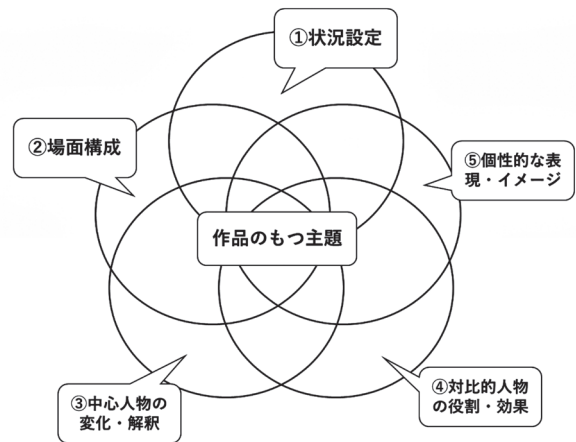 ①状況設定
②場面構成
⑤個性的な表
現・イメージ
作品のもつ主題
③中心人物の
変化・解釈
④対比的人物
の役割・効果